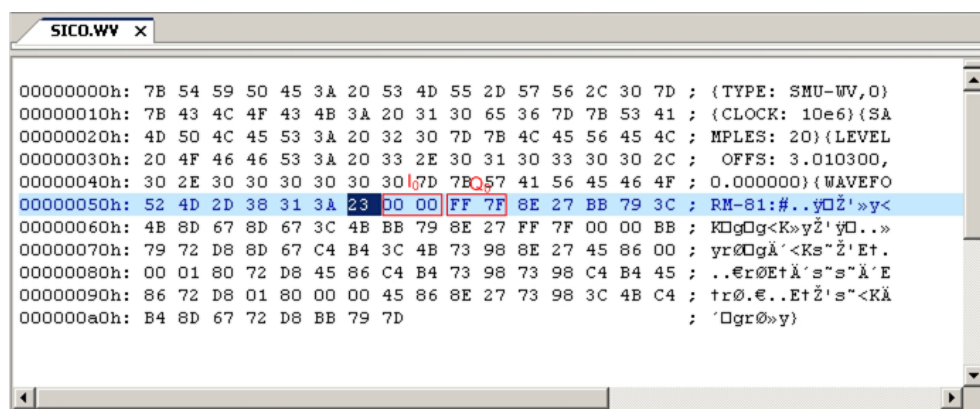 SICO.WV X
00000000h: 7B 54 59 50 45 3A 20 53 4D 55 2D 57 56 2C 30 7D ; {TYPE: SMU-WV,0}
00000010h: 7B 43 4C 4F 43 4B 3A 20 31 30 65 36 7D 7B 53 41 ; {CLOCK: 10e6}{SA
00000020h: 4D 50 4C 45 53 3A 20 32 30 7D 7B 4C 45 56 45 4C ; MPLES: 20}{LEVEL
00000030h: 20 4F 46 46 53 3A 20 33 2E 30 31 30 33 30 30 2C ; OFFS: 3.010300,
00000040h: 30 2E 30 30 30 30 30 30 I0 7D 7B Q0 57 41 56 45 46 4F ; 0.000000}{WAVEFO
00000050h: 52 4D 2D 38 31 3A 23 00 00 FF 7F 8E 27 BB 79 3C ; RM-81:#..ÿ□Ž'»y<
00000060h: 4B 8D 67 8D 67 3C 4B BB 79 8E 27 FF 7F 00 00 BB ; K□g□g<K»yŽ'ÿ□..»
00000070h: 79 72 D8 8D 67 C4 B4 3C 4B 73 98 8E 27 45 86 00 ; yrØ□gÄ´<Ks˜Ž'E†.
00000080h: 00 01 80 72 D8 45 86 C4 B4 73 98 73 98 C4 B4 45 ; ..€rØE†Ä´s˜s˜Ä´E
00000090h: 86 72 D8 01 80 00 00 45 86 8E 27 73 98 3C 4B C4 ; †rØ.€..E†Ž's˜<KÄ
000000a0h: B4 8D 67 72 D8 BB 79 7D ; ´□grØ»y}